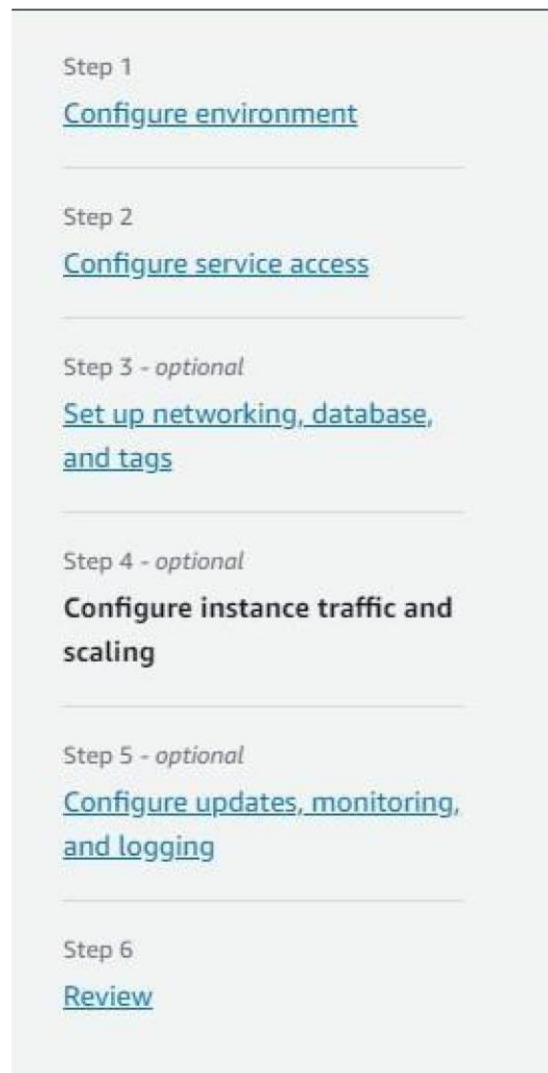 Step 1
Configure environment
Step 2
Configure service access
Step 3 - optional
Set up networking, database,
and tags
Step 4 - optional
Configure instance traffic and
scaling
Step 5 - optional
Configure updates, monitoring,
and logging
Step 6
Review